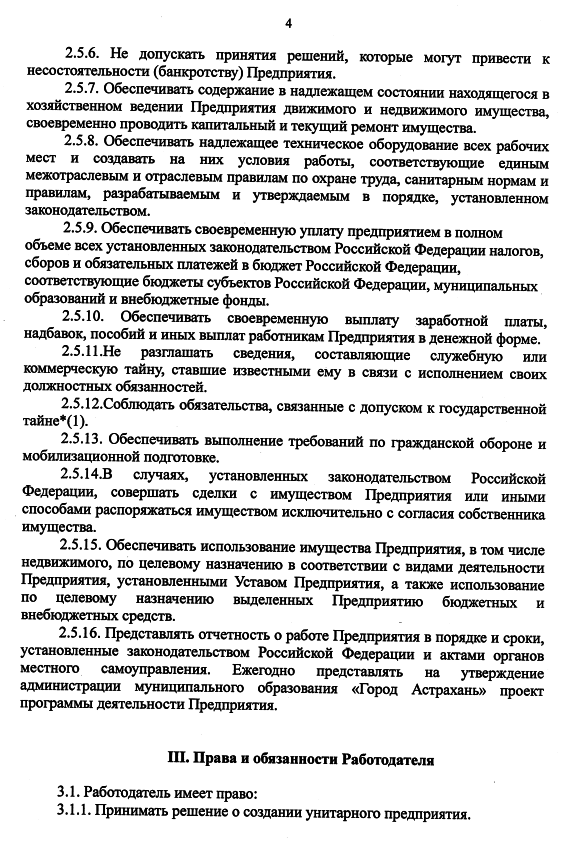 4
2.5.6. Не допускать принятия решений, которые могут привести к
несостоятельности (банкротству) Предприятия.
2.5.7. Обеспечивать содержание в надлежащем состоянии находящегося в
хозяйственном ведении Предприятия движимого и недвижимого имущества,
своевременно проводить капитальный и текущий ремонт имущества.
2.5.8. Обеспечивать надлежащее техническое оборудование всех рабочих
мест и создавать на них условия работы, соответствующие единым
межотраслевым и отраслевым правилам по охране труда, санитарным нормам и
правилам, разрабатываемым и утверждаемым в порядке, установленном
законодательством.
2.5.9. Обеспечивать своевременную уплату предприятием в полном
объеме всех установленных законодательством Российской Федерации налогов,
сборов и обязательных платежей в бюджет Российской Федерации,
соответствующие бюджеты субъектов Российской Федерации, муниципальных
образований и внебюджетные фонды.
2.5.10. Обеспечивать своевременную выплату заработной платы,
надбавок, пособий и иных выплат работникам Предприятия в денежной форме.
2.5.11.Не разглашать сведения, составляющие служебную или
коммерческую тайну, ставшие известными ему в связи с исполнением своих
должностных обязанностей.
2.5.12.Соблюдать обязательства, связанные с допуском к государственной
тайне*(1).
2.5.13. Обеспечивать выполнение требований по гражданской обороне и
мобилизационной подготовке.
2.5.14.В случаях, установленных законодательством Российской
Федерации, совершать сделки с имуществом Предприятия или иными
способами распоряжаться имуществом исключительно с согласия собственника
имущества.
2.5.15. Обеспечивать использование имущества Предприятия, в том числе
недвижимого, по целевому назначению в соответствии с видами деятельности
Предприятия, установленными Уставом Предприятия, а также использование
по целевому назначению выделенных Предприятию бюджетных и
внебюджетных средств.
2.5.16. Представлять отчетность о работе Предприятия в порядке и сроки,
установленные законодательством Российской Федерации и актами органов
местного самоуправления. Ежегодно представлять на утверждение
администрации муниципального образования «Город Астрахань» проект
программы деятельности Предприятия.
III. Права и обязанности Работодателя
3.1. Работодатель имеет право:
3.1.1. Принимать решение о создании унитарного предприятия.